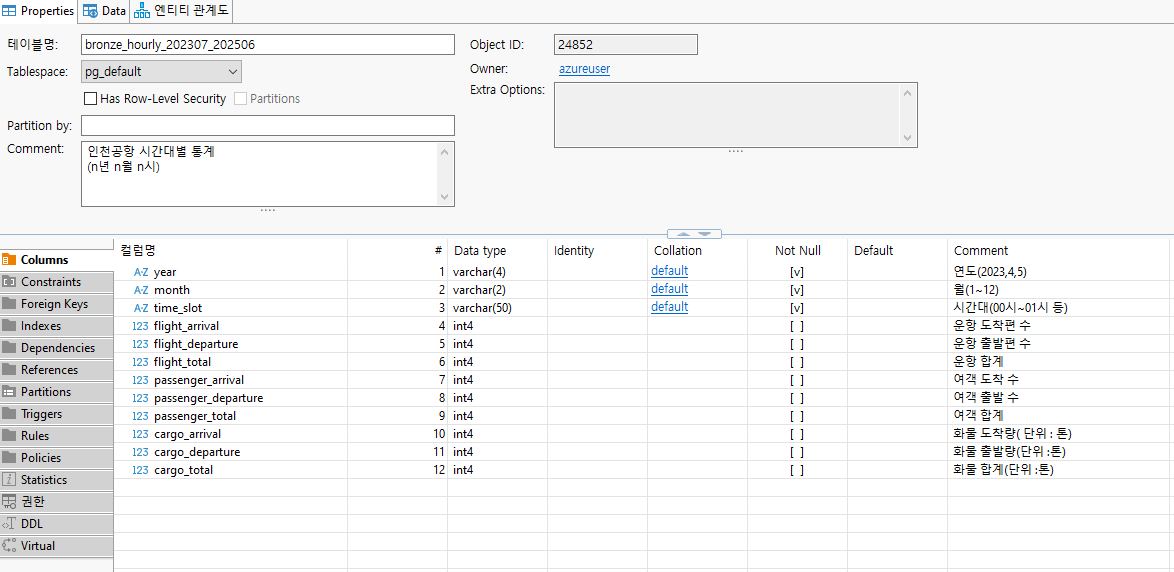 Properties Data 엔티티 관계도
테이블명: bronze_hourly_202307_202506 Object ID: 24852
Tablespace: pg_default Owner: azureuser
Has Row-Level Security Partitions Extra Options:
Partition by:
Comment: 인천공항 시간대별 통계
(n년 n월 n시)
컬럼명 # Data type Identity Collation Not Null Default Comment
Columns
Constraints
Foreign Keys
Indexes
Dependencies
References
Partitions
Triggers
Rules
Policies
Statistics
권한
DDL
Virtual
A-Z year 1 varchar(4) default [v] 연도(2023,4,5)
A-Z month 2 varchar(2) default [v] 월(1~12)
A-Z time_slot 3 varchar(50) default [v] 시간대(00시~01시 등)
123 flight_arrival 4 int4 [ ] 운항 도착편 수
123 flight_departure 5 int4 [ ] 운항 출발편 수
123 flight_total 6 int4 [ ] 운항 합계
123 passenger_arrival 7 int4 [ ] 여객 도착 수
123 passenger_departure 8 int4 [ ] 여객 출발 수
123 passenger_total 9 int4 [ ] 여객 합계
123 cargo_arrival 10 int4 [ ] 화물 도착량( 단위 : 톤)
123 cargo_departure 11 int4 [ ] 화물 출발량(단위 :톤)
123 cargo_total 12 int4 [ ] 화물 합계(단위 :톤)